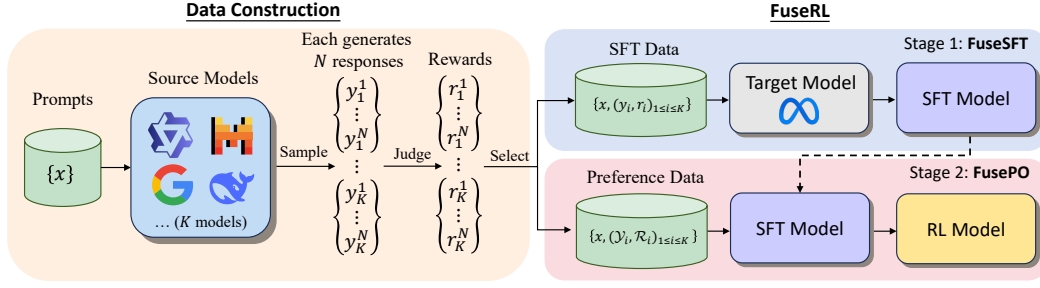 Data Construction
Prompts
{x}
Source Models
... (K models)
Sample
Each generates
N responses
y_1^1
⋮
y_1^N
⋮
y_K^1
⋮
y_K^N
Judge
Rewards
r_1^1
⋮
r_1^N
⋮
r_K^1
⋮
r_K^N
Select
FuseRL
Stage 1: FuseSFT
SFT Data
{x, (y_i, r_i)_{1≤i≤K}}
Target Model
SFT Model
Stage 2: FusePO
Preference Data
{x, (𝒴_i, ℛ_i)_{1≤i≤K}}
SFT Model
RL Model